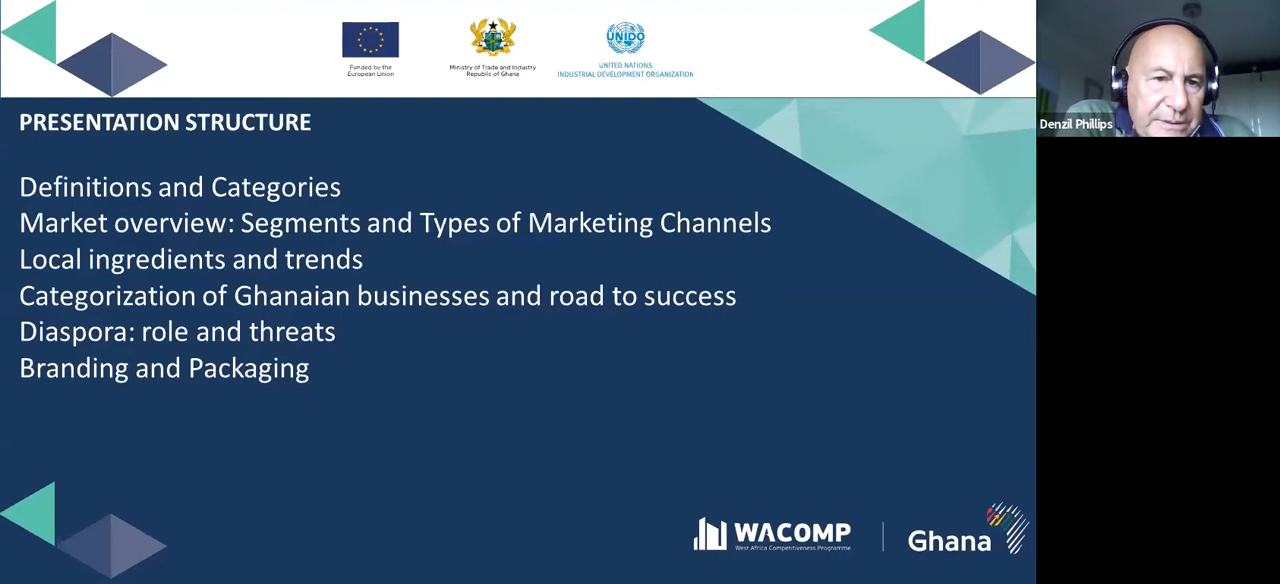 Funded by the
European Union
Ministry of Trade and Industry
Republic of Ghana
UNIDO
UNITED NATIONS
INDUSTRIAL DEVELOPMENT ORGANIZATION
Denzil Phillips
PRESENTATION STRUCTURE
Definitions and Categories
Market overview: Segments and Types of Marketing Channels
Local ingredients and trends
Categorization of Ghanaian businesses and road to success
Diaspora: role and threats
Branding and Packaging
WACOMP
West Africa Competitiveness Programme
Ghana